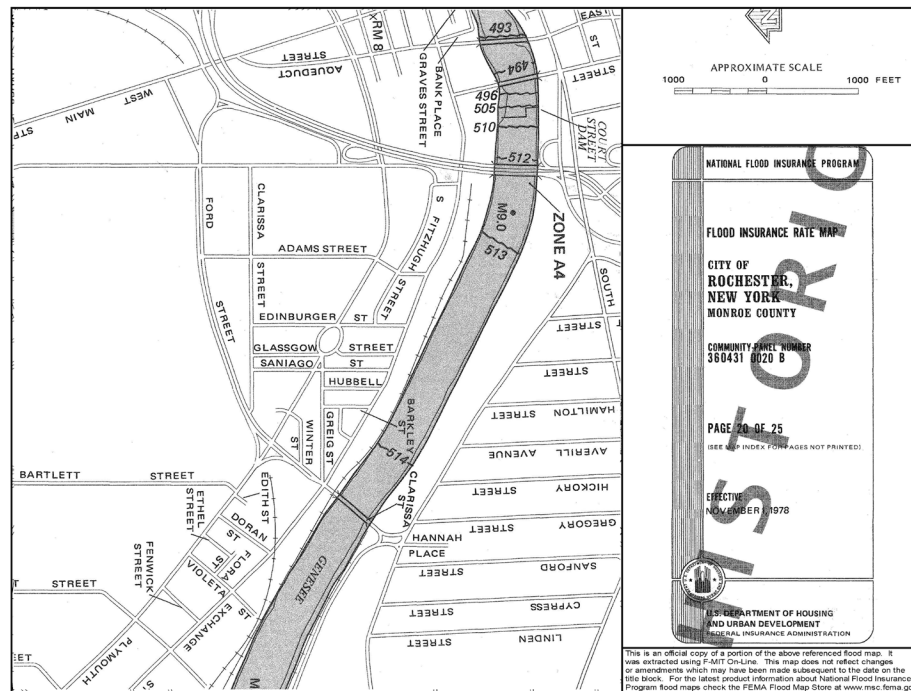 493
EAST
ST
XRM 8
STREET
AQUEDUCT
BANK PLACE
GRAVES STREET
494
STREET
WEST
MAIN
ST
496
505
510
COURT
STREET
DAM
512
M9.0
ZONE A4
513
FORD
STREET
CLARISSA
STREET
ADAMS STREET
S FITZHUGH
STREET
EDINBURGER ST
GLASSGOW STREET
SANIAGO ST
HUBBELL
SOUTH
STREET
STREET
HAMILTON
STREET
AVERILL
AVENUE
HICKORY
STREET
GREGORY
STREET
SANFORD
STREET
CYPRESS
STREET
LINDEN
STREET
WINTER
ST
GREIG ST
BARKLEY
ST
514
CLARISSA
ST
HANNAH
PLACE
BARTLETT STREET
EDITH ST
ETHEL
STREET
DORAN
ST
FLORA
ST
VIOLETA
ST
FENWICK
STREET
EXCHANGE
PLYMOUTH
T STREET
EET
GENESEE
M
N
APPROXIMATE SCALE
1000 0 1000 FEET
NATIONAL FLOOD INSURANCE PROGRAM
FLOOD INSURANCE RATE MAP
CITY OF
ROCHESTER,
NEW YORK
MONROE COUNTY
COMMUNITY-PANEL NUMBER
360431 0020 B
PAGE 20 OF 25
(SEE MAP INDEX FOR PAGES NOT PRINTED)
EFFECTIVE
NOVEMBER 1, 1978
U.S. DEPARTMENT OF HOUSING
AND URBAN DEVELOPMENT
FEDERAL INSURANCE ADMINISTRATION
HISTORIC
This is an official copy of a portion of the above referenced flood map. It
was extracted using F-MIT On-Line. This map does not reflect changes
or amendments which may have been made subsequent to the date on the
title block. For the latest product information about National Flood Insurance
Program flood maps check the FEMA Flood Map Store at www.msc.fema.go